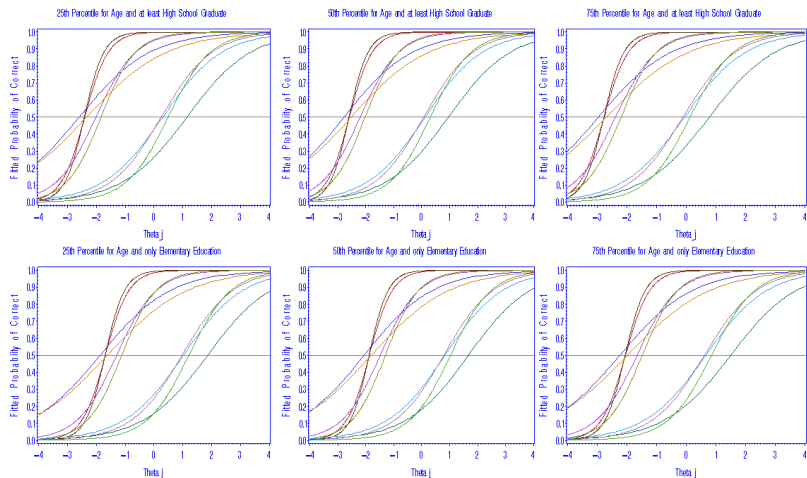 25th Percentile for Age and at least High School Graduate
50th Percentile for Age and at least High School Graduate
75th Percentile for Age and at least High School Graduate
Fitted Probability of Correct
1.0
0.9
0.8
0.7
0.6
0.5
0.4
0.3
0.2
0.1
0.0
−4 −3 −2 −1 0 1 2 3 4
Theta_j
Fitted Probability of Correct
1.0
0.9
0.8
0.7
0.6
0.5
0.4
0.3
0.2
0.1
0.0
−4 −3 −2 −1 0 1 2 3 4
Theta_j
Fitted Probability of Correct
1.0
0.9
0.8
0.7
0.6
0.5
0.4
0.3
0.2
0.1
0.0
−4 −3 −2 −1 0 1 2 3 4
Theta_j
25th Percentile for Age and only Elementary Education
50th Percentile for Age and only Elementary Education
75th Percentile for Age and only Elementary Education
Fitted Probability of Correct
1.0
0.9
0.8
0.7
0.6
0.5
0.4
0.3
0.2
0.1
0.0
−4 −3 −2 −1 0 1 2 3 4
Theta_j
Fitted Probability of Correct
1.0
0.9
0.8
0.7
0.6
0.5
0.4
0.3
0.2
0.1
0.0
−4 −3 −2 −1 0 1 2 3 4
Theta_j
Fitted Probability of Correct
1.0
0.9
0.8
0.7
0.6
0.5
0.4
0.3
0.2
0.1
0.0
−4 −3 −2 −1 0 1 2 3 4
Theta_j